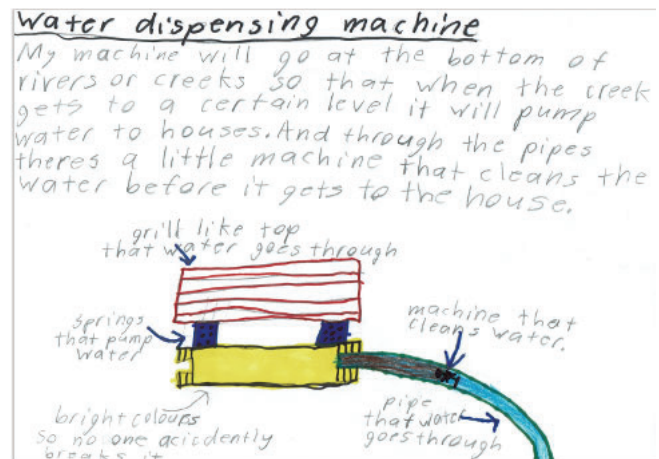 Water dispensing machine
My machine will go at the bottom of
rivers or creeks so that when the creek
gets to a certain level it will pump
water to houses. And through the pipes
theres a little machine that cleans the
water before it gets to the house.
grill like top
that water goes through
springs
that pump
water
machine that
cleans water.
bright colours
so no one acicdently
breaks it
pipe
that water
goes through